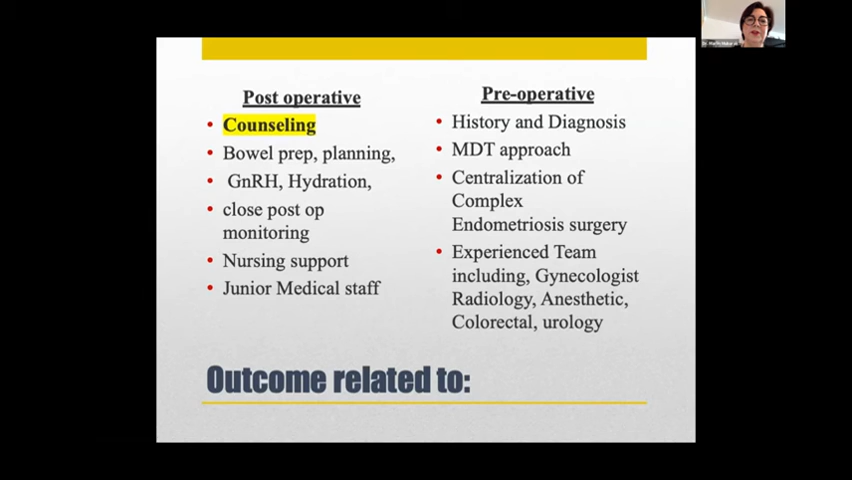 Post operative
• Counseling
• Bowel prep, planning,
• GnRH, Hydration,
• close post op
monitoring
• Nursing support
• Junior Medical staff
Pre-operative
• History and Diagnosis
• MDT approach
• Centralization of
Complex
Endometriosis surgery
• Experienced Team
including, Gynecologist
Radiology, Anesthetic,
Colorectal, urology
Outcome related to: